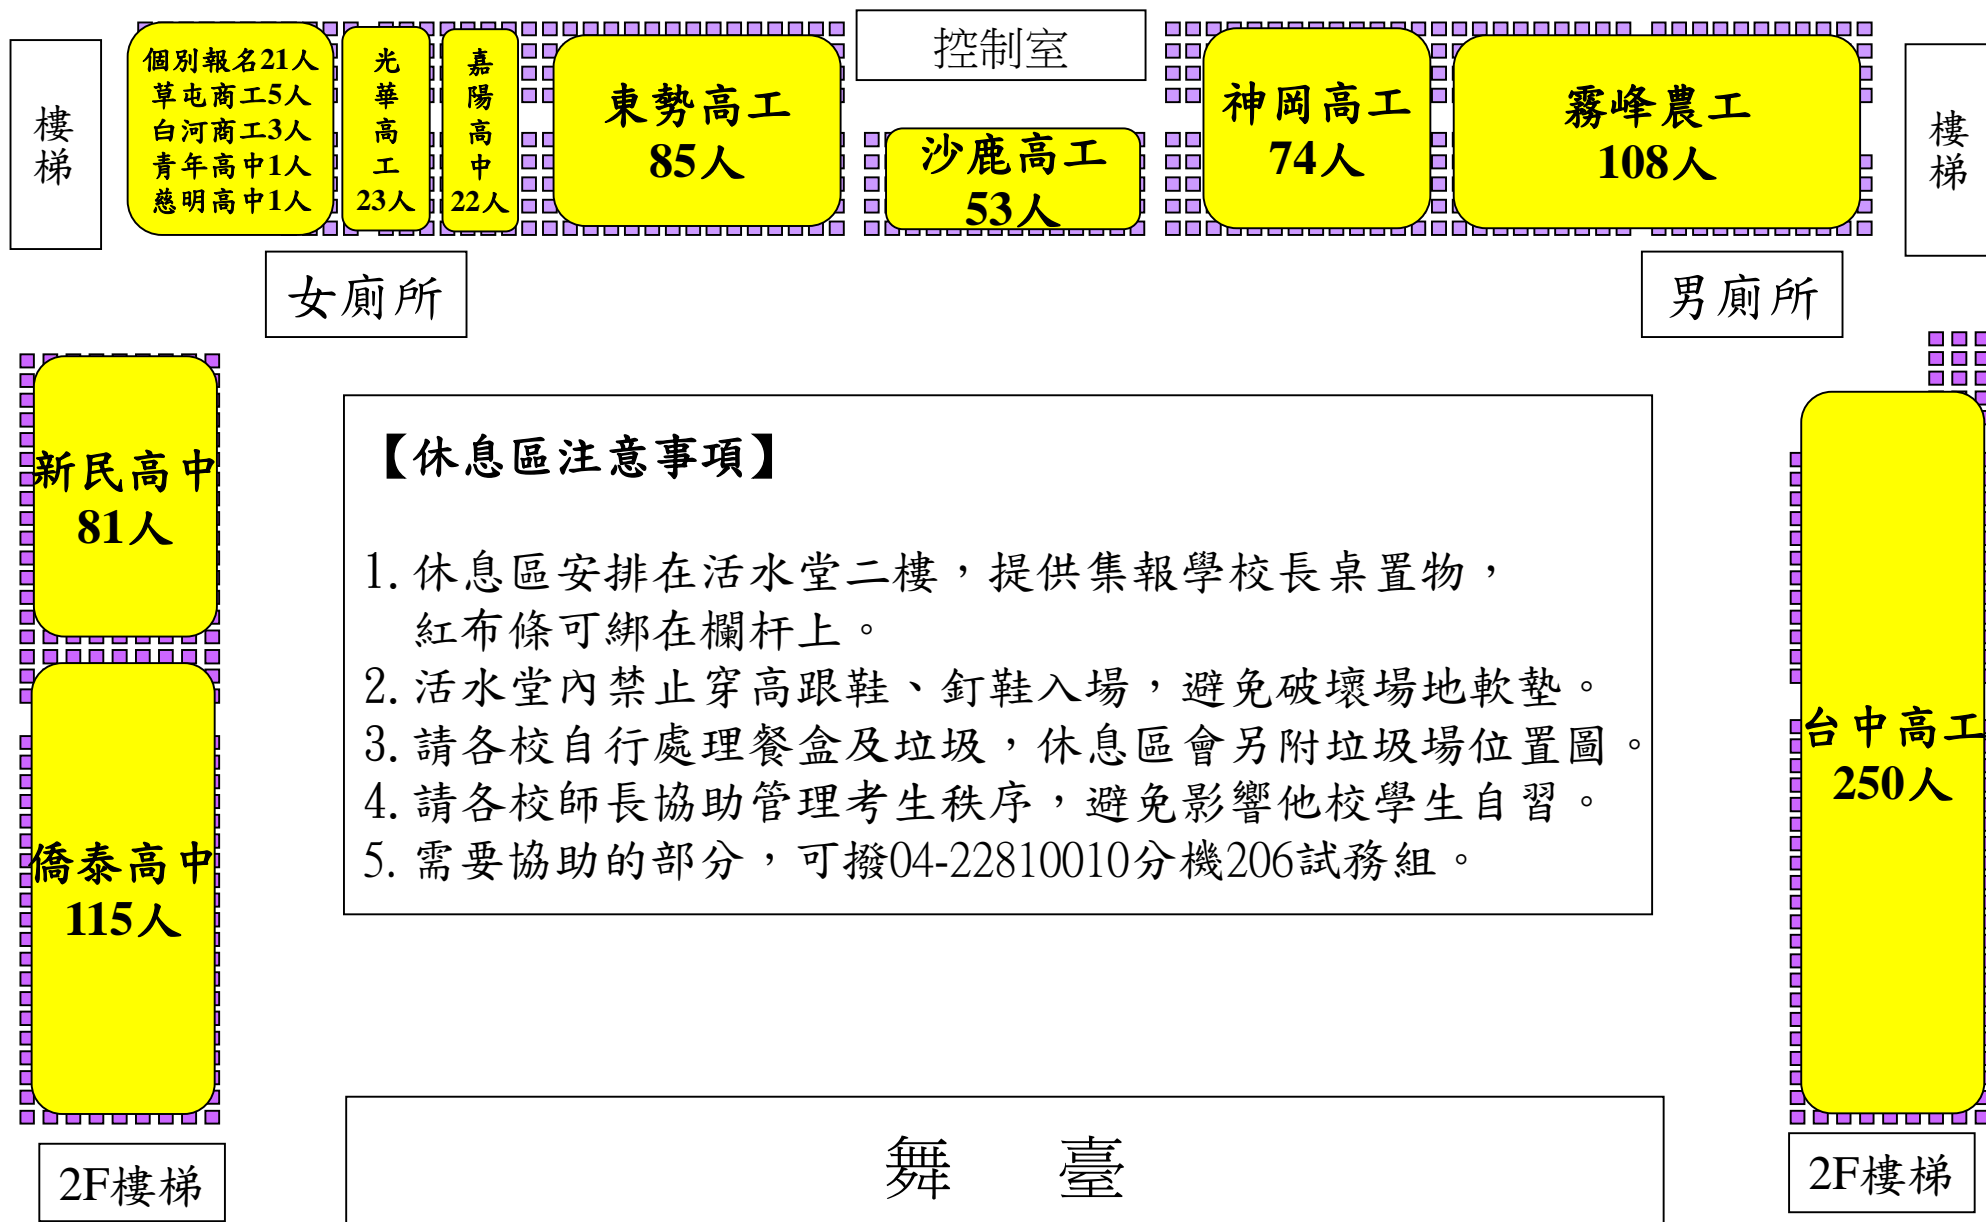 樓梯
個別報名21人
草屯商工5人
白河商工3人
青年高中1人
慈明高中1人
光華高工
23人
嘉陽高中
22人
東勢高工
85人
控制室
沙鹿高工
53人
神岡高工
74人
霧峰農工
108人
樓梯
女廁所
男廁所
新民高中
81人
僑泰高中
115人
【休息區注意事項】
1. 休息區安排在活水堂二樓，提供集報學校長桌置物，
紅布條可綁在欄杆上。
2. 活水堂內禁止穿高跟鞋、釘鞋入場，避免破壞場地軟墊。
3. 請各校自行處理餐盒及垃圾，休息區會另附垃圾場位置圖。
4. 請各校師長協助管理考生秩序，避免影響他校學生自習。
5. 需要協助的部分，可撥04-22810010分機206試務組。
台中高工
250人
2F樓梯
舞臺
2F樓梯